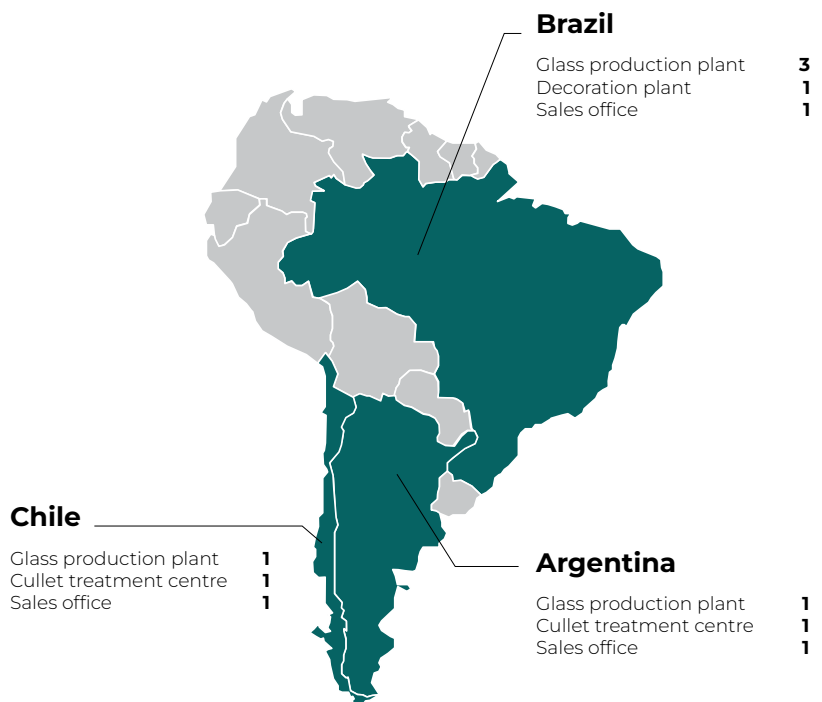 Brazil
Glass production plant 3
Decoration plant 1
Sales office 1
Chile
Glass production plant 1
Cullet treatment centre 1
Sales office 1
Argentina
Glass production plant 1
Cullet treatment centre 1
Sales office 1